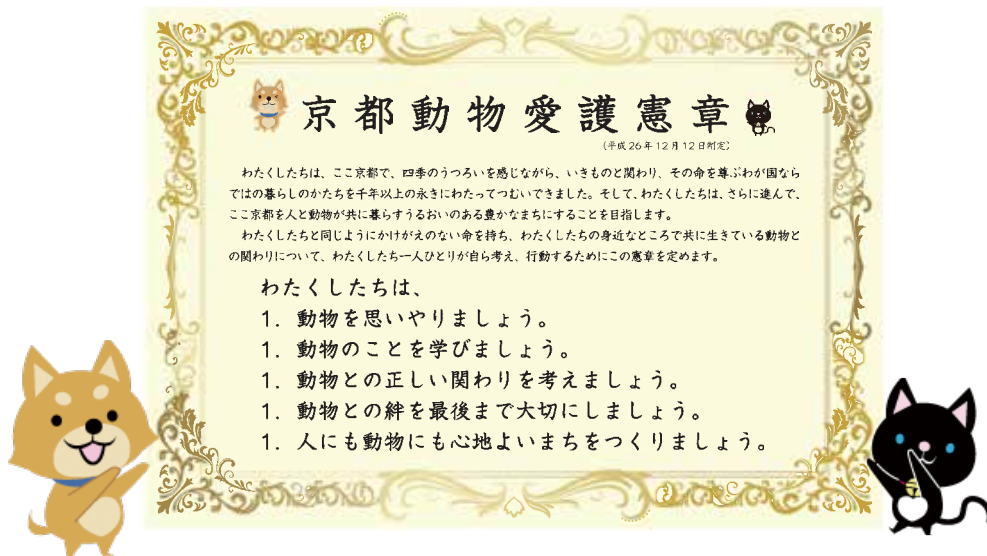 京都動物愛護憲章
(平成26年12月12日制定)
わたくしたちは、ここ京都で、四季のうつろいを感じながら、いきものと関わり、その命を尊ぶわが国なら
ではの暮らしのかたちを千年以上の永きにわたってつむいできました。そして、わたくしたちは、さらに進んで、
ここ京都を人と動物が共に暮らすうるおいのある豊かなまちにすることを目指します。
わたくしたちと同じようにかけがえのない命を持ち、わたくしたちの身近なところで共に生きている動物と
の関わりについて、わたくしたち一人ひとりが自ら考え、行動するためにこの憲章を定めます。
わたくしたちは、
1. 動物を思いやりましょう。
1. 動物のことを学びましょう。
1. 動物との正しい関わりを考えましょう。
1. 動物との絆を最後まで大切にしましょう。
1. 人にも動物にも心地よいまちをつくりましょう。